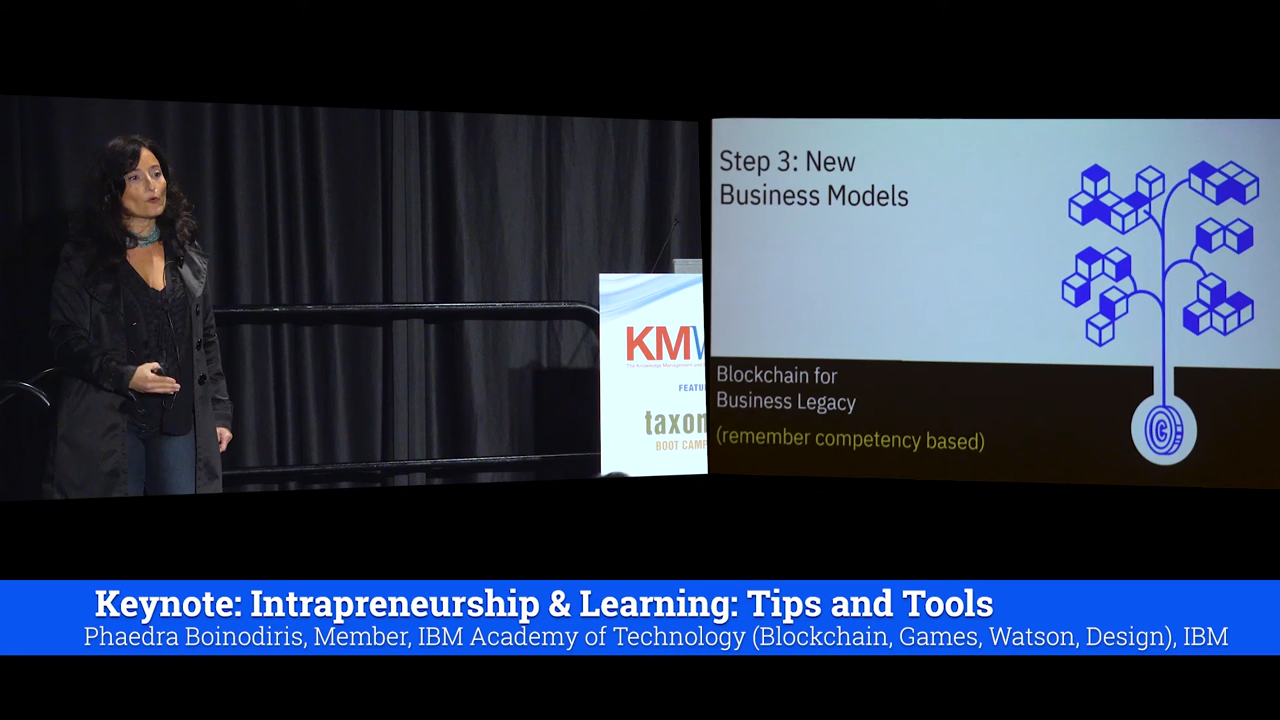 KMW
FEATU
taxon
BOOT CAMP
Step 3: New
Business Models
Blockchain for
Business Legacy
(remember competency based)
Keynote: Intrapreneurship & Learning: Tips and Tools
Phaedra Boinodiris, Member, IBM Academy of Technology (Blockchain, Games, Watson, Design), IBM